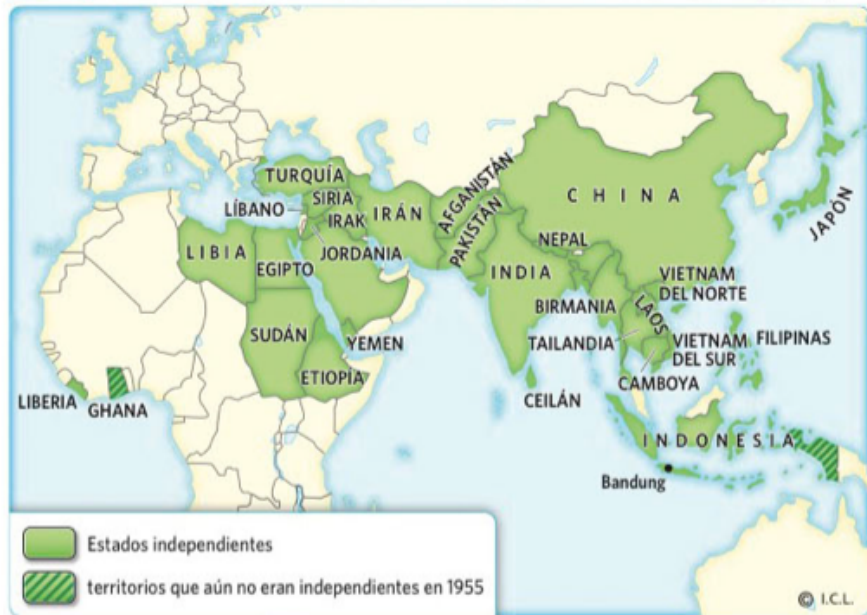 TURQUÍA
SIRIA
LÍBANO
IRAK
IRÁN
AFGANISTÁN
PAKISTÁN
CHINA
JAPÓN
LIBIA
EGIPTO
JORDANIA
NEPAL
INDIA
BIRMANIA
VIETNAM
DEL NORTE
LAOS
SUDÁN
YEMEN
TAILANDIA
VIETNAM
DEL SUR
FILIPINAS
ETIOPÍA
CAMBOYA
CEILÁN
LIBERIA
GHANA
INDONESIA
Bandung
Estados independientes
territorios que aún no eran independientes en 1955
© I.C.L.